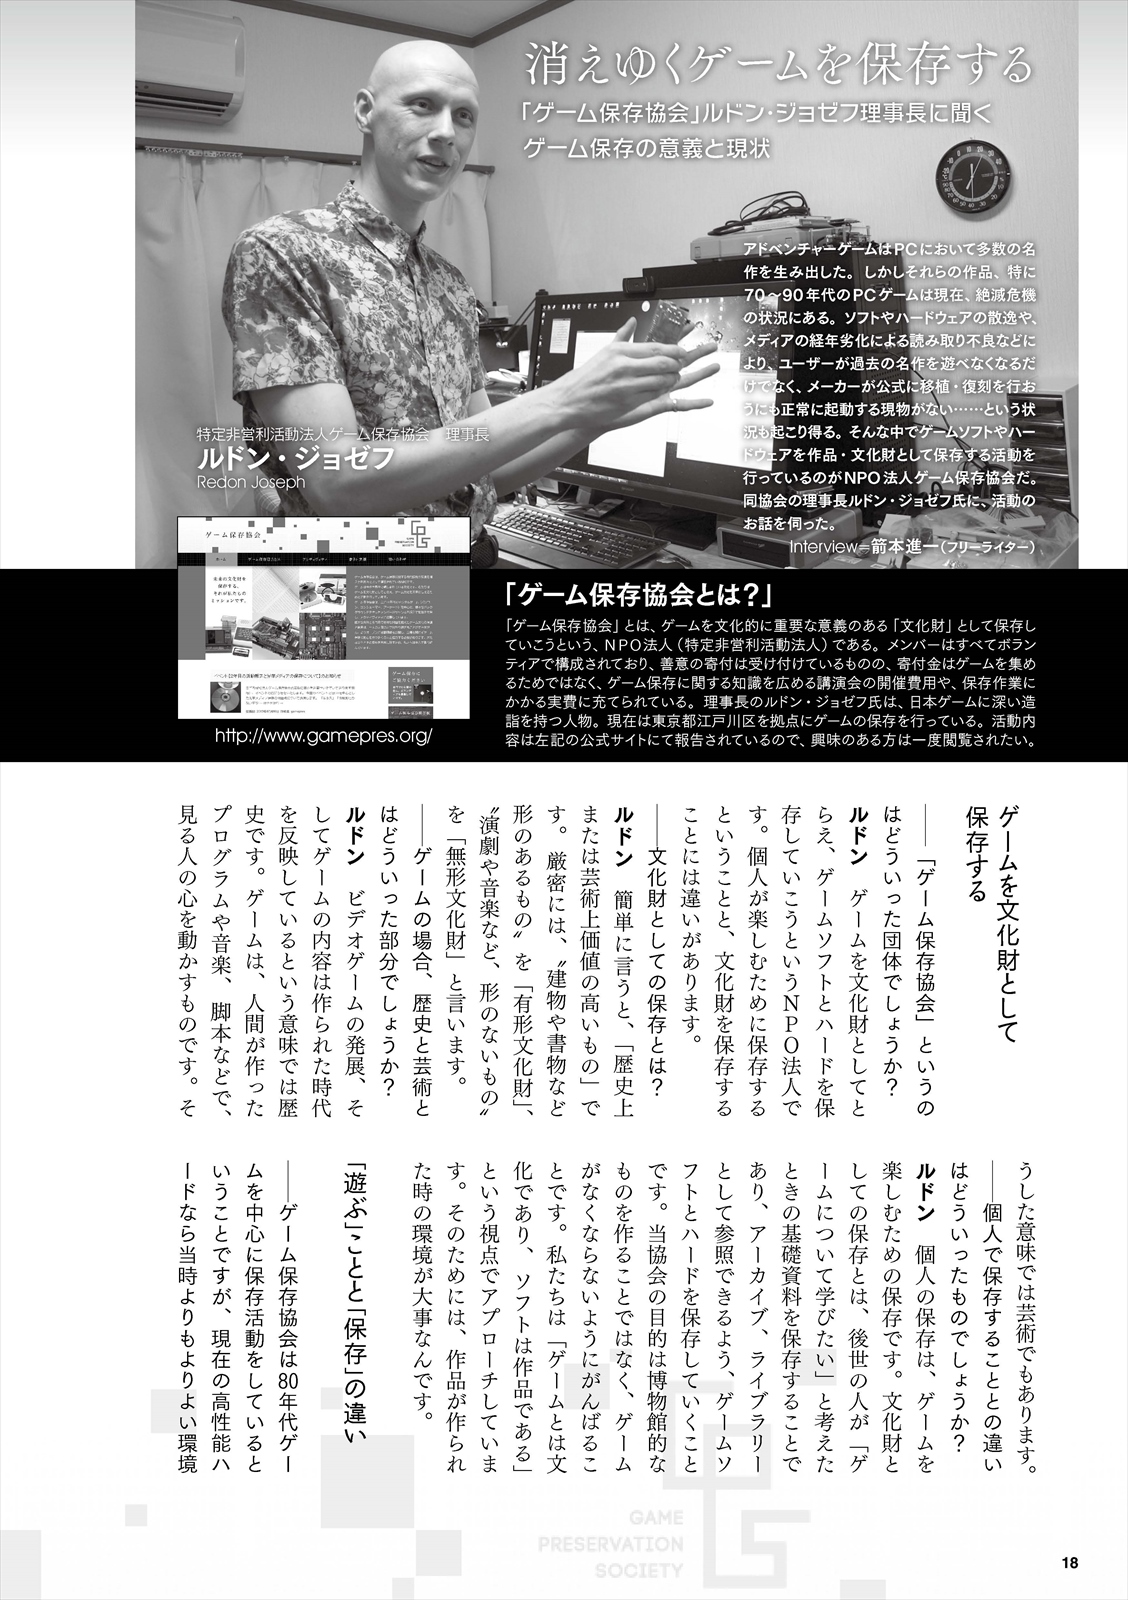 消えゆくゲームを保存する
「ゲーム保存協会」ルドン・ジョゼフ理事長に聞く
ゲーム保存の意義と現状
アドベンチャーゲームはPCにおいて多数の名
作を生み出した。しかしそれらの作品、特に
70〜90年代のPCゲームは現在、絶滅危機
の状況にある。ソフトやハードウェアの散逸や、
メディアの経年劣化による読み取り不良などに
より、ユーザーが過去の名作を遊べなくなるだ
けでなく、メーカーが公式に移植・復刻を行お
うにも正常に起動する現物がない……という状
況も起こり得る。そんな中でゲームソフトやハー
ドウェアを作品・文化財として保存する活動を
行っているのがNPO法人ゲーム保存協会だ。
同協会の理事長ルドン・ジョゼフ氏に、活動の
お話を伺った。
Interview=箭本進一(フリーライター)
特定非営利活動法人ゲーム保存協会　理事長
ルドン・ジョゼフ
Redon Joseph
ゲーム保存協会
未来の文化財を
保存する。
それが私たちの
ミッションです。
http://www.gamepres.org/
「ゲーム保存協会とは？」
「ゲーム保存協会」とは、ゲームを文化的に重要な意義のある「文化財」として保存し
ていこうという、NPO法人（特定非営利活動法人）である。メンバーはすべてボラン
ティアで構成されており、善意の寄付は受け付けているものの、寄付金はゲームを集め
るためではなく、ゲーム保存に関する知識を広める講演会の開催費用や、保存作業に
かかる実費に充てられている。理事長のルドン・ジョゼフ氏は、日本ゲームに深い造
詣を持つ人物。現在は東京都江戸川区を拠点にゲームの保存を行っている。活動内
容は左記の公式サイトにて報告されているので、興味のある方は一度閲覧されたい。
ゲームを文化財として
保存する
――「ゲーム保存協会」というの
はどういった団体でしょうか？
ルドン　ゲームを文化財としてと
らえ、ゲームソフトとハードを保
存していこうというNPO法人で
す。個人が楽しむために保存する
ということと、文化財を保存する
ことには違いがあります。
――文化財としての保存とは？
ルドン　簡単に言うと、「歴史上
または芸術上価値の高いもの」で
す。厳密には、〝建物や書物など
形のあるもの〟を「有形文化財」、
〝演劇や音楽など、形のないもの〟
を「無形文化財」と言います。
――ゲームの場合、歴史と芸術と
はどういった部分でしょうか？
ルドン　ビデオゲームの発展、そ
してゲームの内容は作られた時代
を反映しているという意味では歴
史です。ゲームは、人間が作った
プログラムや音楽、脚本などで、
見る人の心を動かすものです。そ
うした意味では芸術でもあります。
――個人で保存することとの違い
はどういったものでしょうか？
ルドン　個人の保存は、ゲームを
楽しむための保存です。文化財と
しての保存とは、後世の人が「ゲ
ームについて学びたい」と考えた
ときの基礎資料を保存することで
あり、アーカイブ、ライブラリー
として参照できるよう、ゲームソ
フトとハードを保存していくこと
です。当協会の目的は博物館的な
ものを作ることではなく、ゲーム
がなくならないようにがんばるこ
とです。私たちは「ゲームとは文
化であり、ソフトは作品である」
という視点でアプローチしていま
す。そのためには、作品が作られ
た時の環境が大事なんです。
「遊ぶ」ことと「保存」の違い
――ゲーム保存協会は80年代ゲー
ムを中心に保存活動をしていると
いうことですが、現在の高性能ハ
ードなら当時よりもよりよい環境
GAME
PRESERVATION
SOCIETY
18